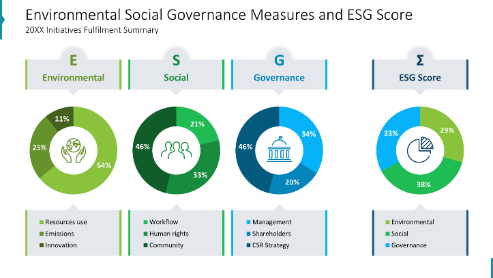 Environmental Social Governance Measures and ESG Score
20XX Initiatives Fulfilment Summary
E
Environmental
S
Social
G
Governance
Σ
ESG Score
11%
25%
64%
21%
46%
33%
34%
46%
20%
33%
29%
38%
Resources use
Emissions
Innovation
Workflow
Human rights
Community
Management
Shareholders
CSR Strategy
Environmental
Social
Governance